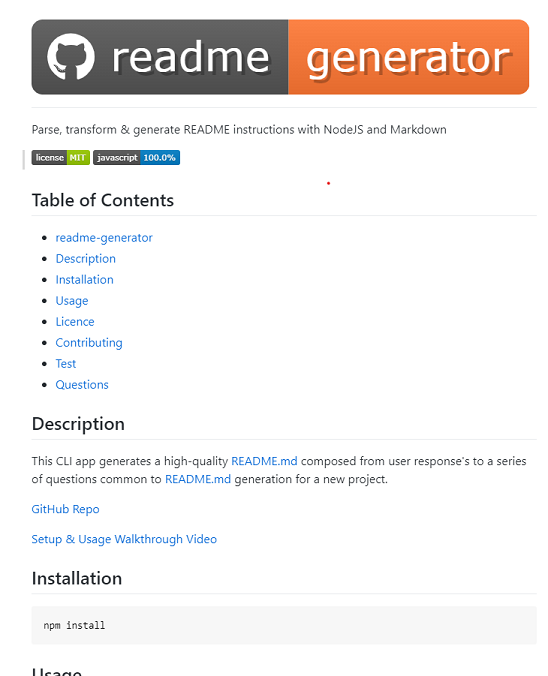 readme generator
Parse, transform & generate README instructions with NodeJS and Markdown
license MIT javascript 100.0%
Table of Contents
readme-generator
Description
Installation
Usage
Licence
Contributing
Test
Questions
Description
This CLI app generates a high-quality README.md composed from user response's to a series
of questions common to README.md generation for a new project.
GitHub Repo
Setup & Usage Walkthrough Video
Installation
npm install
Usage